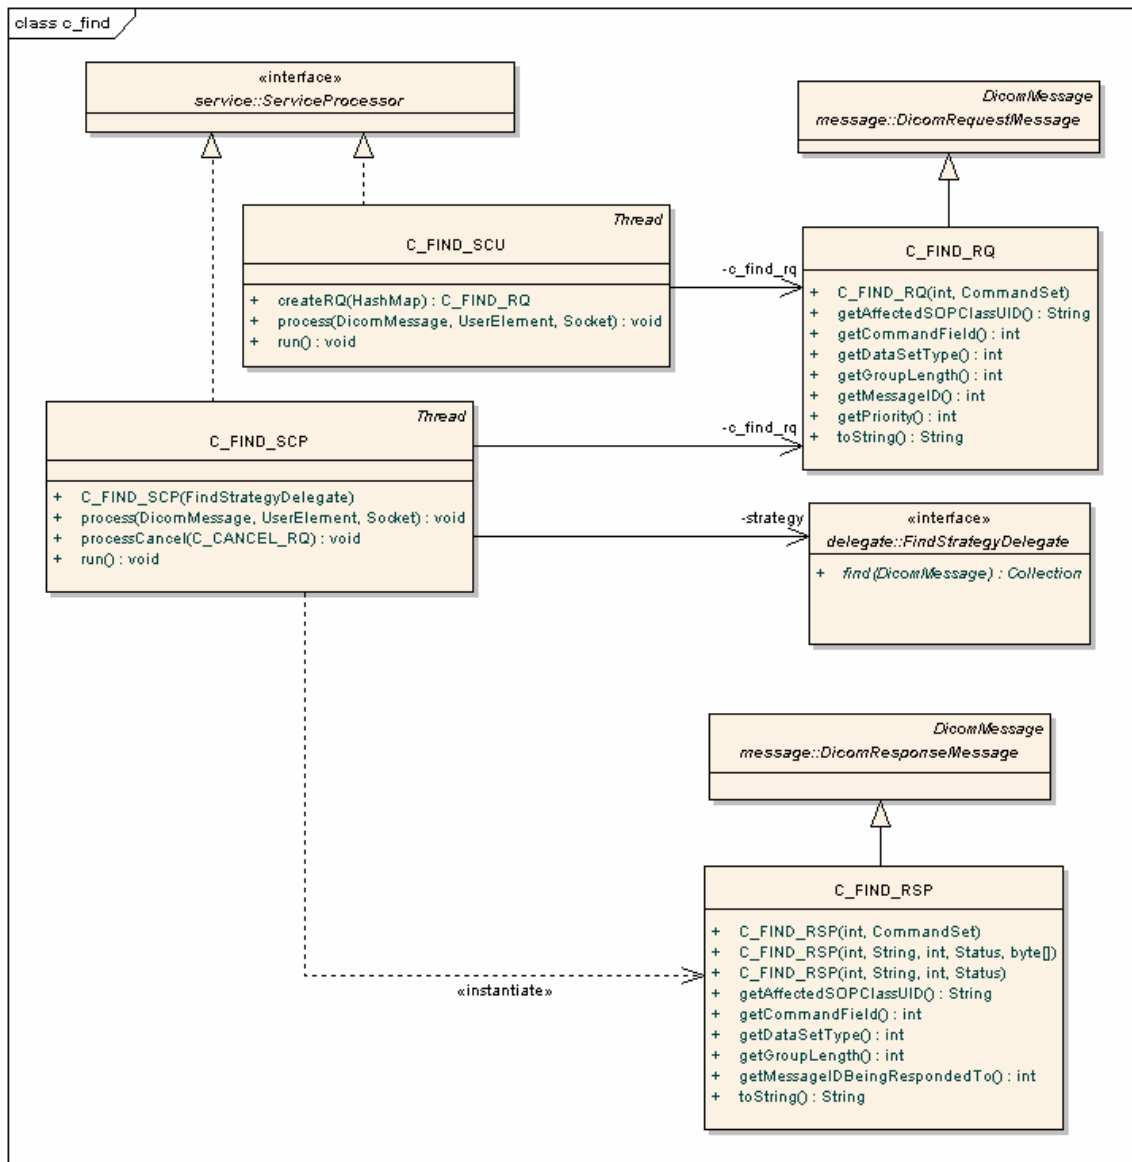 class c_find
«interface»
service::ServiceProcessor
DicomMessage
message::DicomRequestMessage
Thread
C_FIND_SCU
+ createRQ(HashMap) : C_FIND_RQ
+ process(DicomMessage, UserElement, Socket) : void
+ run() : void
-c_find_rq
C_FIND_RQ
+ C_FIND_RQ(int, CommandSet)
+ getAffectedSOPClassUID() : String
+ getCommandField() : int
+ getDataSetType() : int
+ getGroupLength() : int
+ getMessageID() : int
+ getPriority() : int
+ toString() : String
Thread
C_FIND_SCP
+ C_FIND_SCP(FindStrategyDelegate)
+ process(DicomMessage, UserElement, Socket) : void
+ processCancel(C_CANCEL_RQ) : void
+ run() : void
-c_find_rq
-strategy
«interface»
delegate::FindStrategyDelegate
+ find(DicomMessage) : Collection
DicomMessage
message::DicomResponseMessage
C_FIND_RSP
+ C_FIND_RSP(int, CommandSet)
+ C_FIND_RSP(int, String, int, Status, byte[])
+ C_FIND_RSP(int, String, int, Status)
+ getAffectedSOPClassUID() : String
+ getCommandField() : int
+ getDataSetType() : int
+ getGroupLength() : int
+ getMessageIDBeingRespondedTo() : int
+ toString() : String
«instantiate»